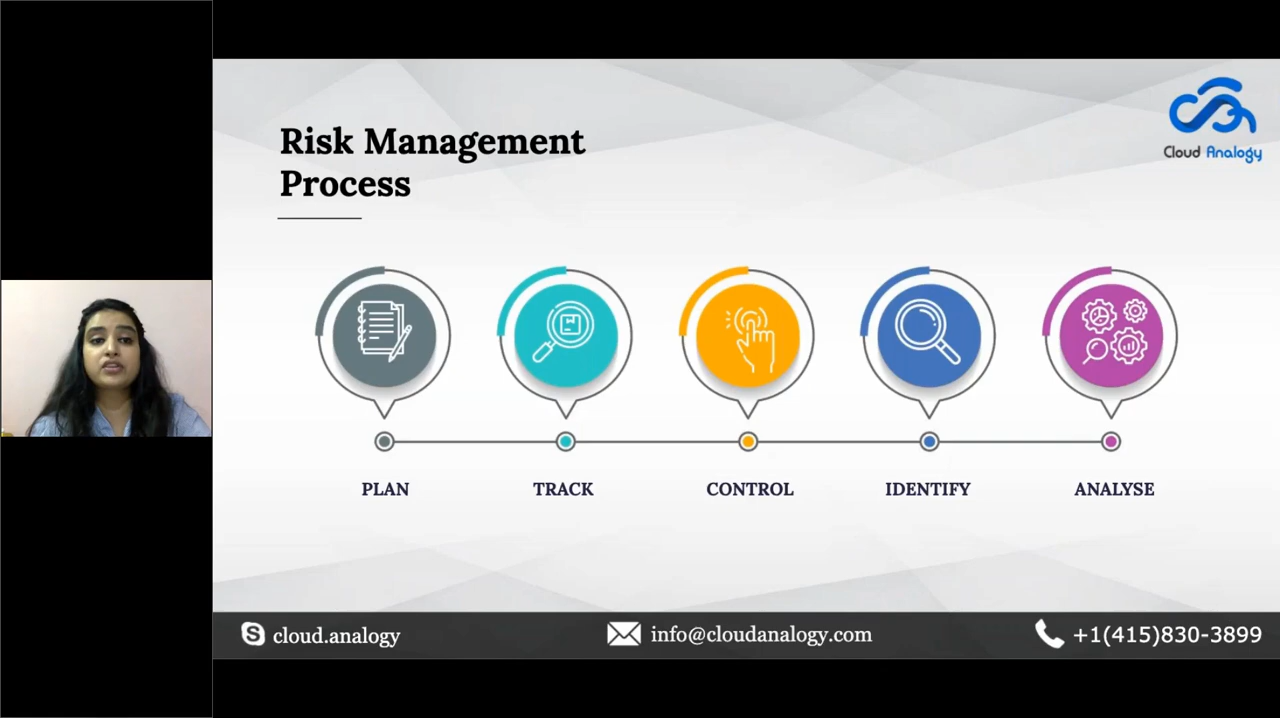 Risk Management
Process
Cloud Analogy
PLAN
TRACK
CONTROL
IDENTIFY
ANALYSE
cloud.analogy
info@cloudanalogy.com
+1(415)830-3899